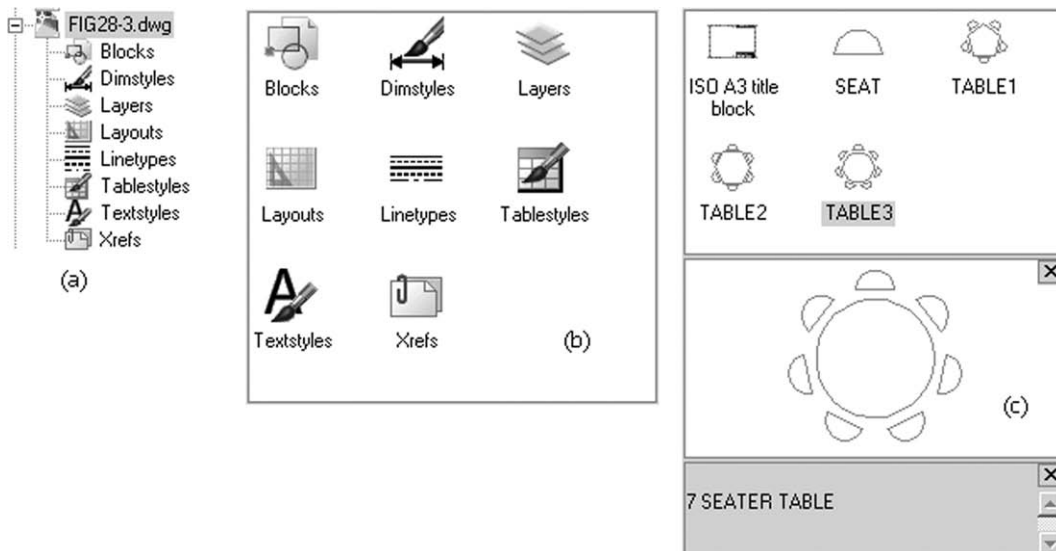 FIG28-3.dwg
Blocks
Dimstyles
Layers
Layouts
Linetypes
Tablestyles
Textstyles
Xrefs
(a)
Blocks Dimstyles Layers
Layouts Linetypes Tablestyles
Textstyles Xrefs
(b)
ISO A3 title
block
SEAT
TABLE1
TABLE2 TABLE3
(c)
7 SEATER TABLE